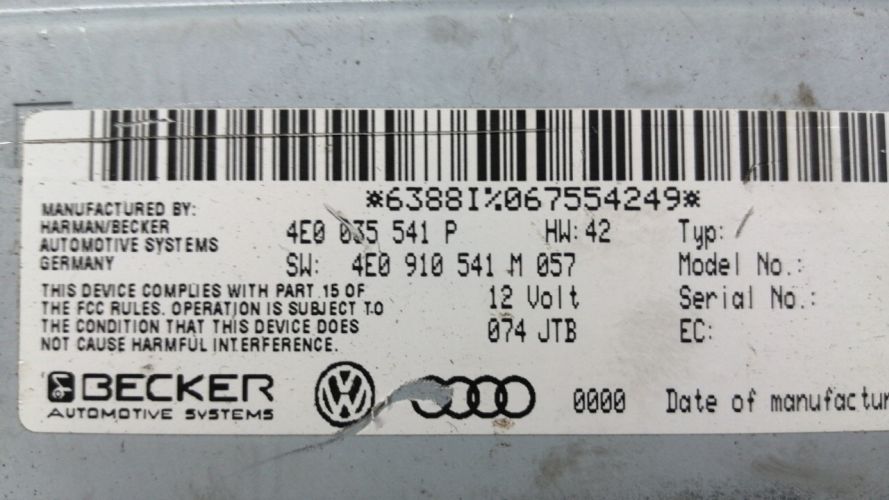 *6388I%067554249*
MANUFACTURED BY:
HARMAN/BECKER
AUTOMOTIVE SYSTEMS
GERMANY
4E0 035 541 P HW: 42 Typ:
SW: 4E0 910 541 M 057 Model No.:
THIS DEVICE COMPLIES WITH PART 15 OF
THE FCC RULES. OPERATION IS SUBJECT TO
THE CONDITION THAT THIS DEVICE DOES
NOT CAUSE HARMFUL INTERFERENCE.
12 Volt Serial No.:
074 JTB EC:
BECKER
AUTOMOTIVE SYSTEMS
0000 Date of manufactur